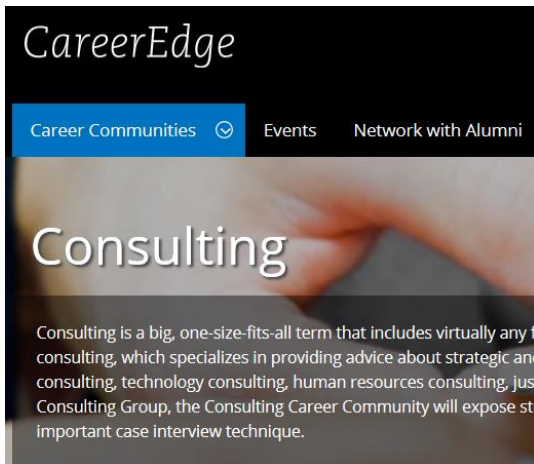 CareerEdge
Career Communities Events Network with Alumni
Consulting
Consulting is a big, one-size-fits-all term that includes virtually any
consulting, which specializes in providing advice about strategic
consulting, technology consulting, human resources consulting,
Consulting Group, the Consulting Career Community will expose
important case interview technique.